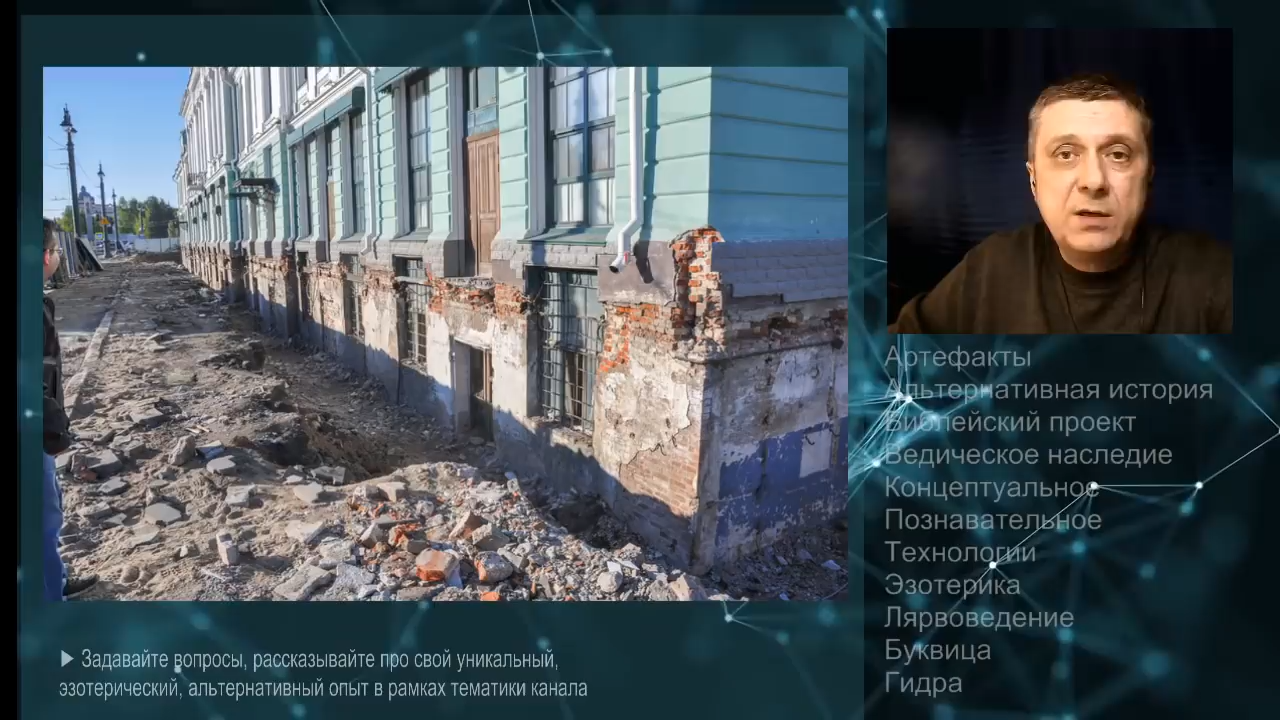 Артефакты
Альтернативная история
Библейский проект
Ведическое наследие
Концептуальное
Познавательное
Технологии
Эзотерика
Лярвоведение
Буквица
Гидра
Задавайте вопросы, рассказывайте про свой уникальный,
эзотерический, альтернативный опыт в рамках тематики канала